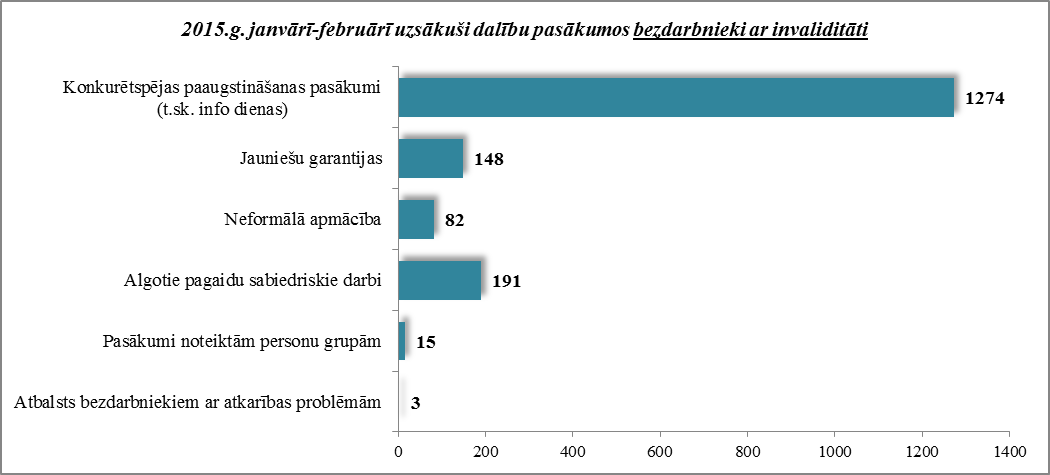 2015.g. janvārī-februārī uzsākuši dalību pasākumos bezdarbnieki ar invaliditāti
Konkurētspējas paaugstināšanas pasākumi
(t.sk. info dienas)
1274
Jauniešu garantijas
148
Neformālā apmācība
82
Algotie pagaidu sabiedriskie darbi
191
Pasākumi noteiktām personu grupām
15
Atbalsts bezdarbniekiem ar atkarības problēmām
3
0 200 400 600 800 1000 1200 1400